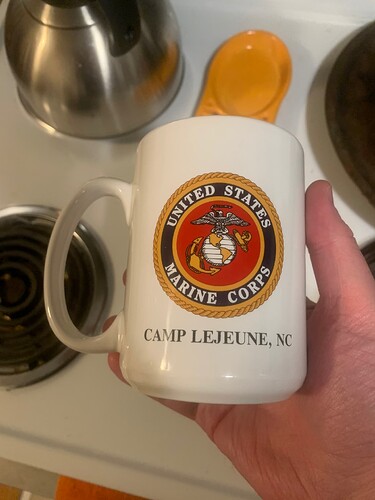 UNITED STATES
MARINE CORPS
CAMP LEJEUNE, NC